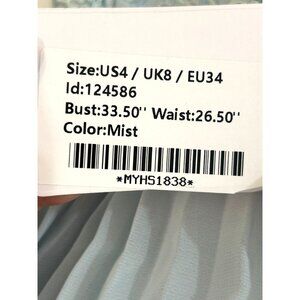 Size:US4 / UK8 / EU34
Id:124586
Bust:33.50'' Waist:26.50''
Color:Mist
*MYHS1838*